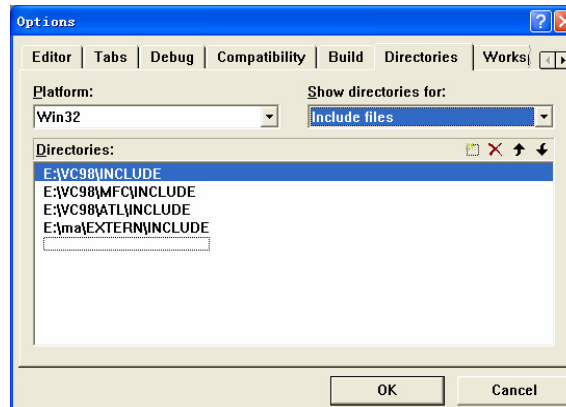 Options
Editor Tabs Debug Compatibility Build Directories Works
Platform: Show directories for:
Win32 Include files
Directories:
E:\VC98\INCLUDE
E:\VC98\MFC\INCLUDE
E:\VC98\ATL\INCLUDE
E:\ma\EXTERN\INCLUDE
OK Cancel